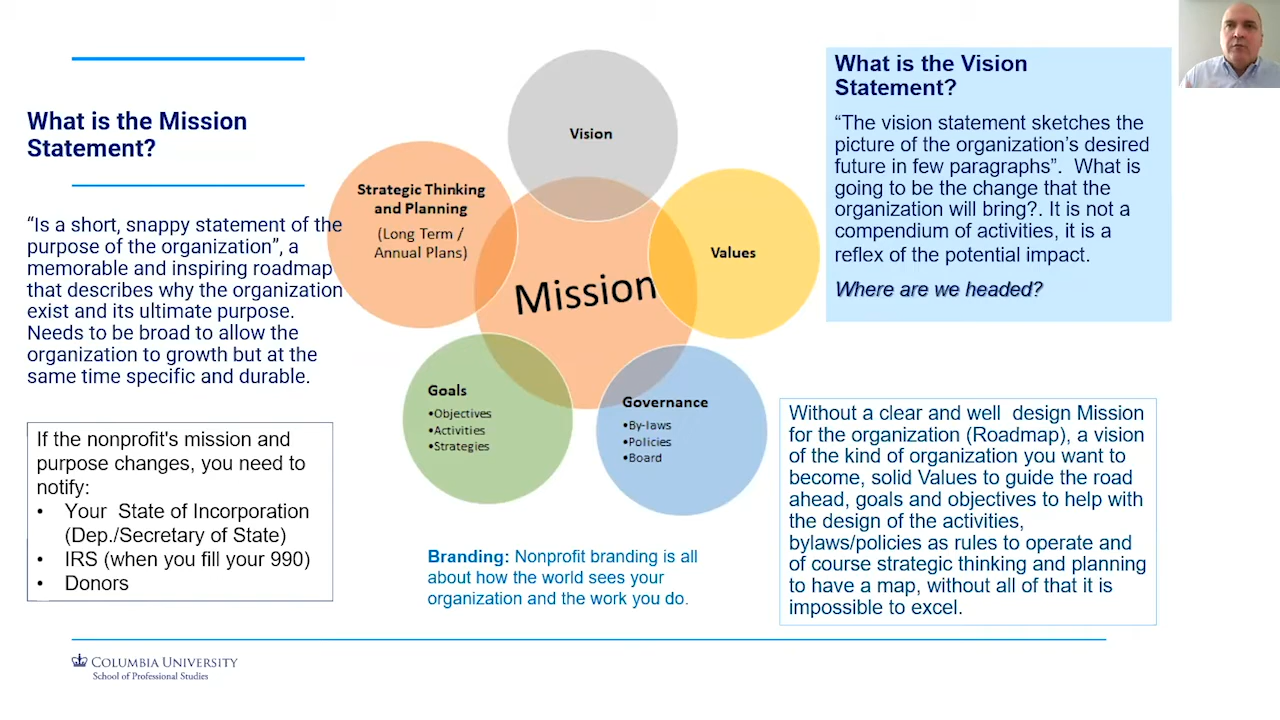 What is the Mission
Statement?
“Is a short, snappy statement of the
purpose of the organization”, a
memorable and inspiring roadmap
that describes why the organization
exist and its ultimate purpose.
Needs to be broad to allow the
organization to growth but at the
same time specific and durable.
If the nonprofit's mission and
purpose changes, you need to
notify:
• Your State of Incorporation
(Dep./Secretary of State)
• IRS (when you fill your 990)
• Donors
Vision
Strategic Thinking
and Planning
(Long Term /
Annual Plans)
Values
Mission
Goals
•Objectives
•Activities
•Strategies
Governance
•By-laws
•Policies
•Board
Branding: Nonprofit branding is all
about how the world sees your
organization and the work you do.
What is the Vision
Statement?
“The vision statement sketches the
picture of the organization’s desired
future in few paragraphs”. What is
going to be the change that the
organization will bring?. It is not a
compendium of activities, it is a
reflex of the potential impact.
Where are we headed?
Without a clear and well design Mission
for the organization (Roadmap), a vision
of the kind of organization you want to
become, solid Values to guide the road
ahead, goals and objectives to help with
the design of the activities,
bylaws/policies as rules to operate and
of course strategic thinking and planning
to have a map, without all of that it is
impossible to excel.
COLUMBIA UNIVERSITY
School of Professional Studies